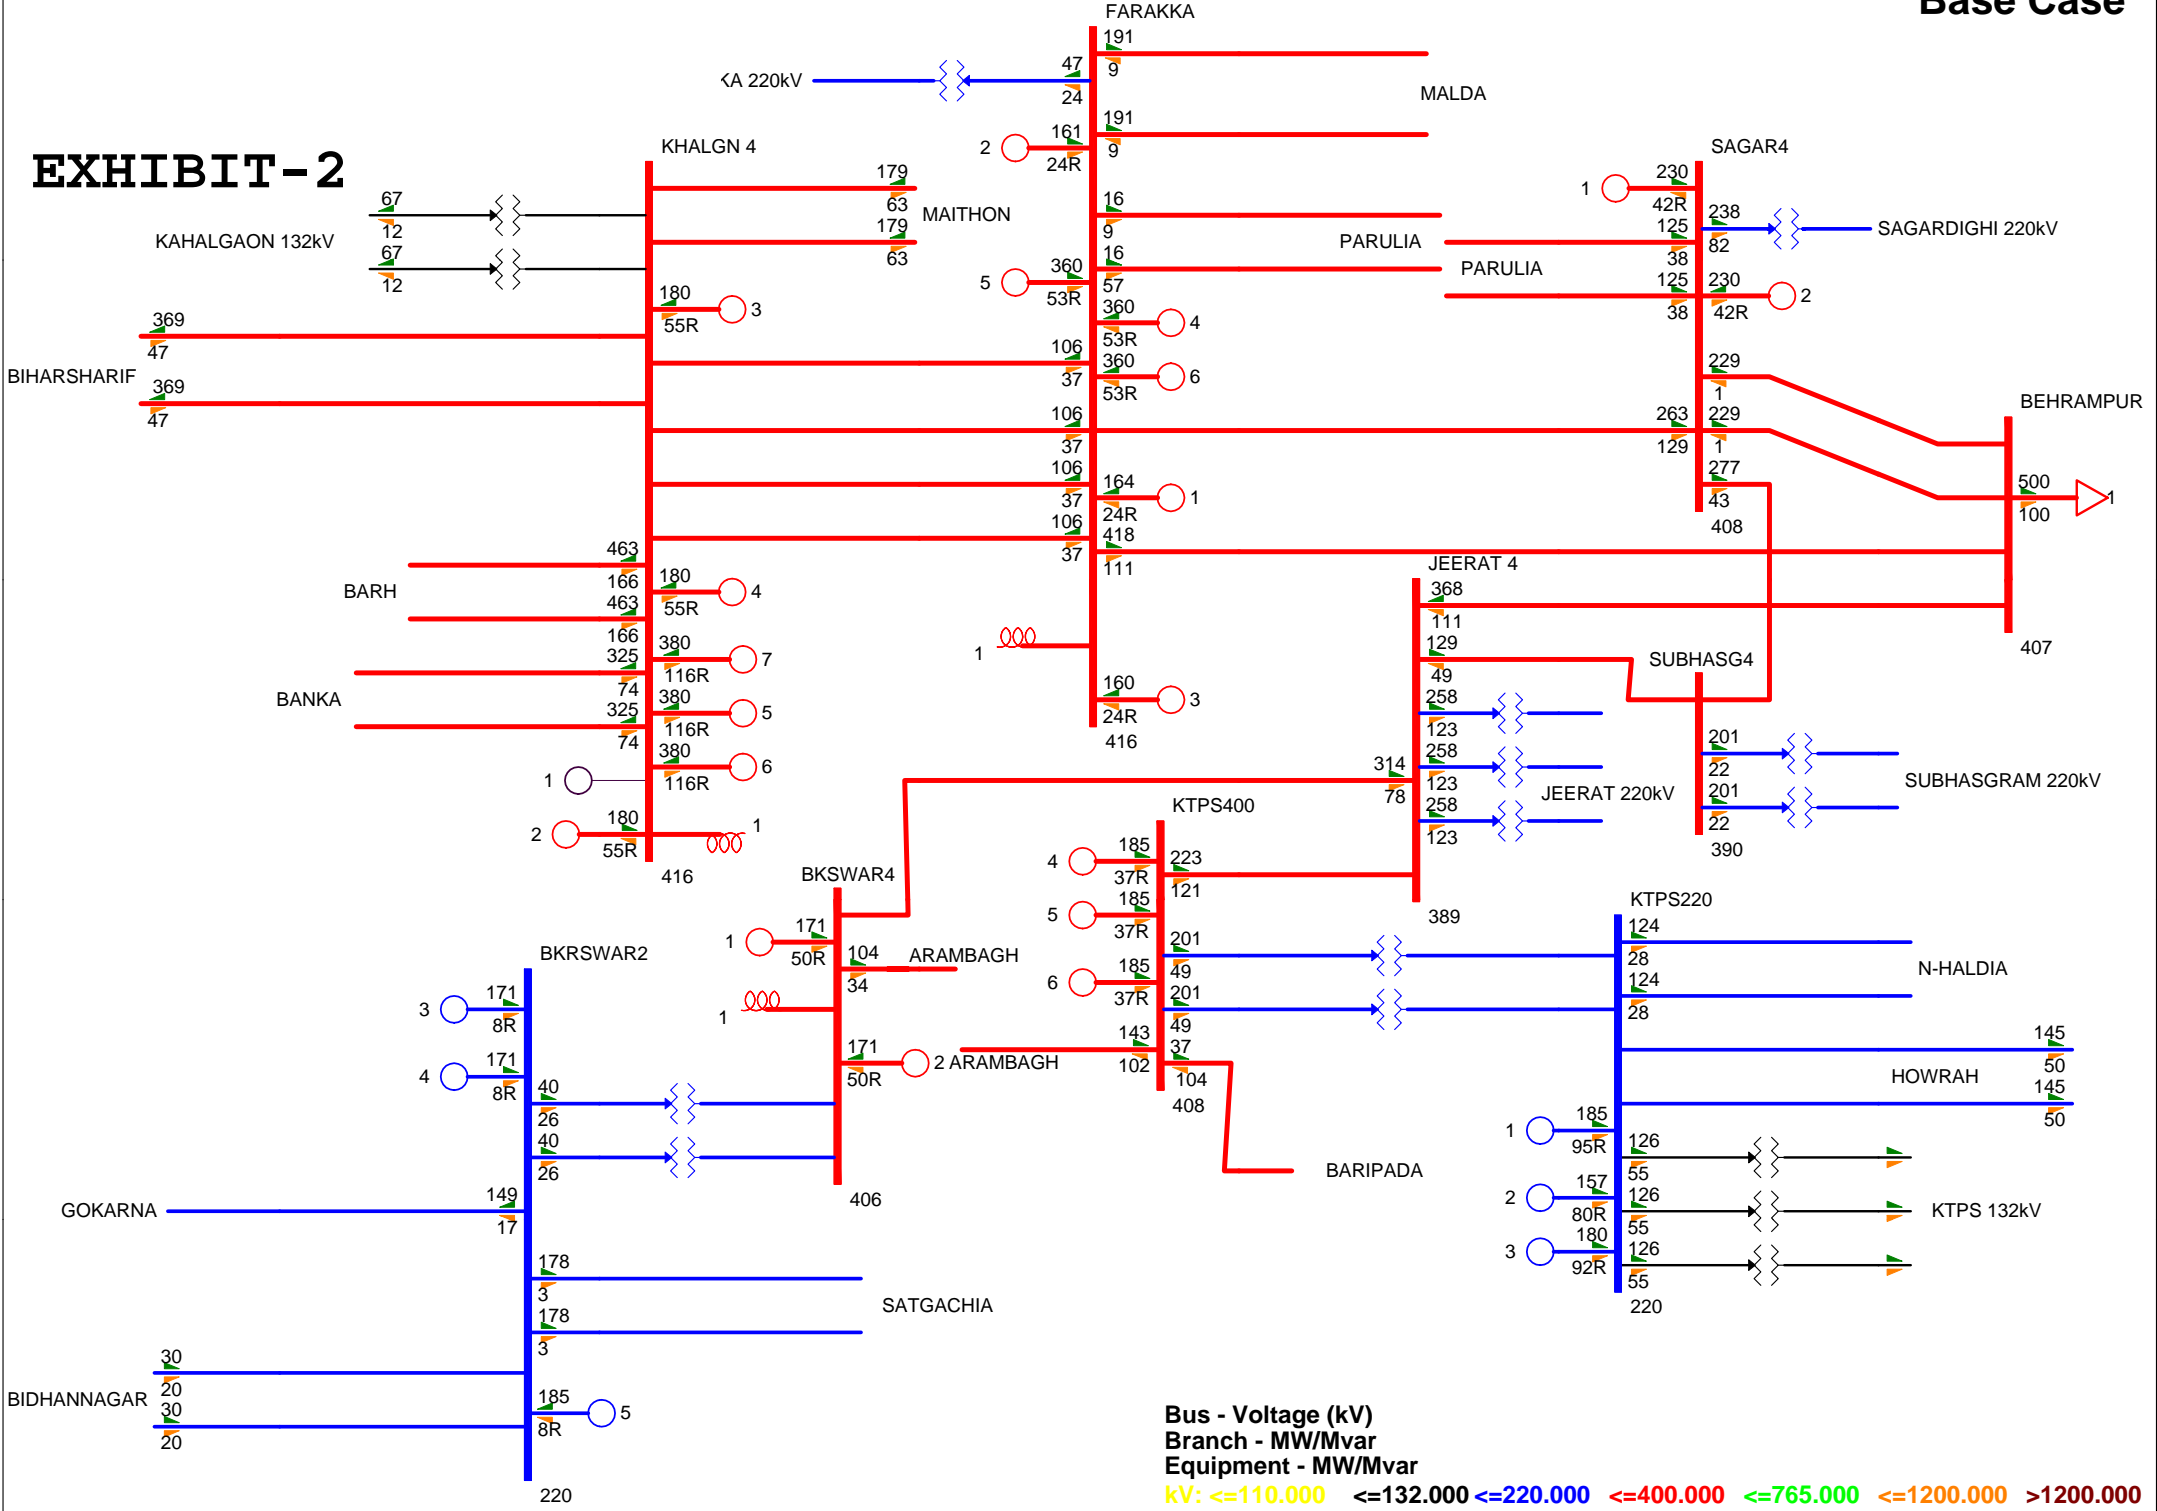 Base Case
EXHIBIT-2
FARAKKA
191
9
47
24
KA 220kV
MALDA
191
9
2
161
24R
16
9
PARULIA
16
57
5
360
53R
360
53R
4
360
53R
6
106
37
106
37
106
37
106
37
164
24R
1
418
111
1
160
24R
3
416
KHALGN 4
67
12
KAHALGAON 132kV
67
12
179
63
MAITHON
179
63
180
55R
3
369
47
BIHARSHARIF
369
47
463
166
BARH
463
166
180
55R
4
325
74
BANKA
325
74
380
116R
7
380
116R
5
380
116R
6
1
2
180
55R
1
416
SAGAR4
1
230
42R
238
82
SAGARDIGHI 220kV
125
38
PARULIA
125
38
230
42R
2
229
1
263
129
229
1
277
43
408
BEHRAMPUR
500
100
1
407
JEERAT 4
368
111
129
49
258
123
258
123
258
123
JEERAT 220kV
314
78
389
SUBHASG4
201
22
SUBHASGRAM 220kV
201
22
390
KTPS400
4
185
37R
223
121
5
185
37R
201
49
6
185
37R
201
49
143
102
ARAMBAGH
37
104
BARIPADA
408
BKSWAR4
1
171
50R
104
34
ARAMBAGH
1
171
50R
2
406
BKRSWAR2
3
171
8R
4
171
8R
40
26
40
26
GOKARNA
149
17
178
3
SATGACHIA
178
3
30
20
BIDHANNAGAR
30
20
185
8R
5
220
KTPS220
124
28
N-HALDIA
124
28
145
50
HOWRAH
145
50
1
185
95R
126
55
2
157
80R
126
55
KTPS 132kV
3
180
92R
126
55
220
Bus - Voltage (kV)
Branch - MW/Mvar
Equipment - MW/Mvar
kV: <=110.000 <=132.000 <=220.000 <=400.000 <=765.000 <=1200.000 >1200.000